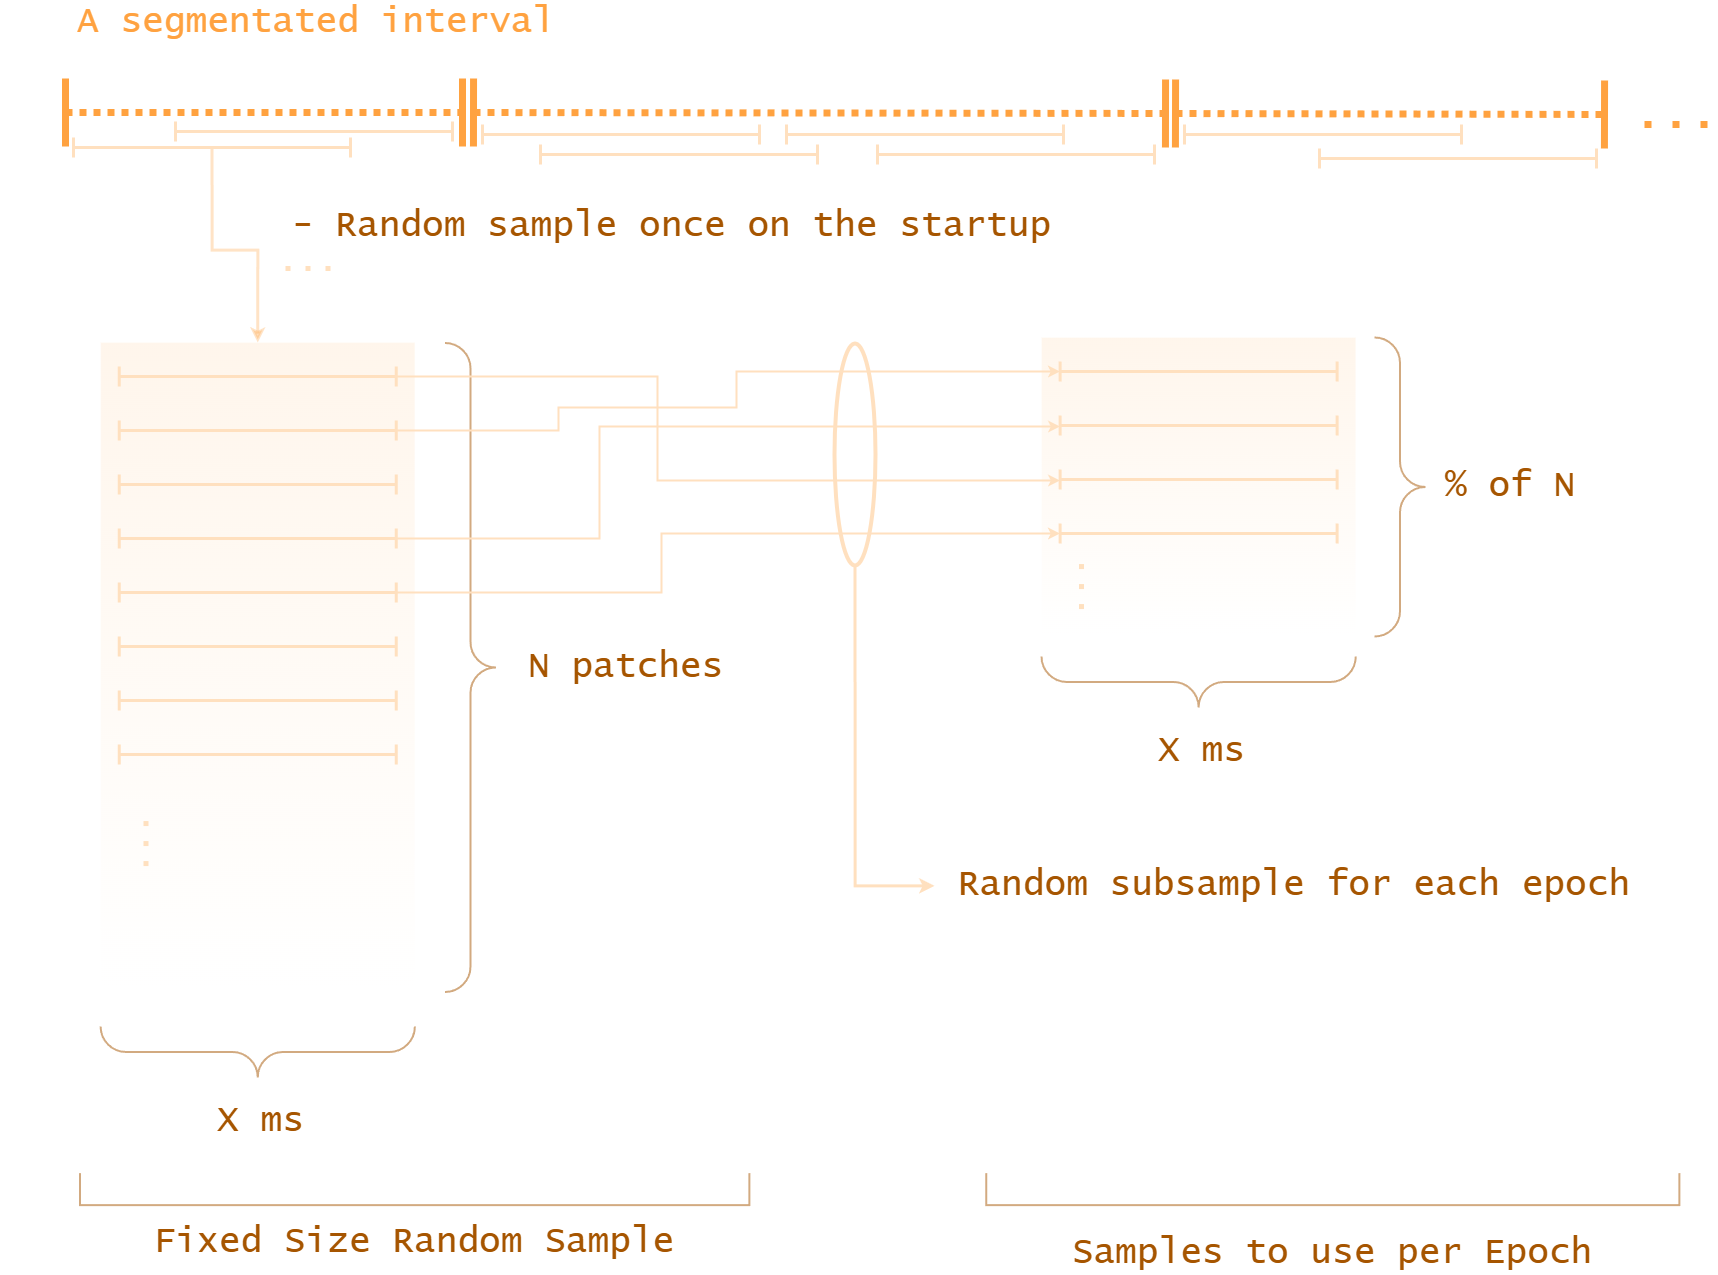 A segmentated interval
...
- Random sample once on the startup
...
% of N
N patches
X ms
Random subsample for each epoch
X ms
Fixed Size Random Sample
Samples to use per Epoch